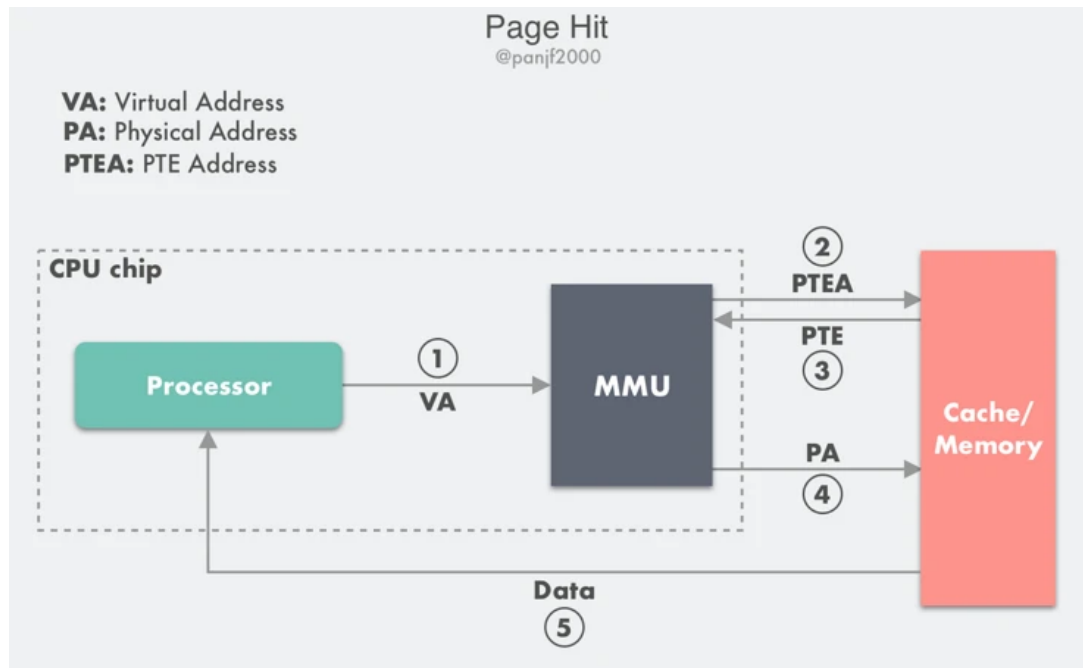 Page Hit
@panjf2000
VA: Virtual Address
PA: Physical Address
PTEA: PTE Address
CPU chip
Processor
1
VA
MMU
2
PTEA
PTE
3
PA
4
Cache/
Memory
Data
5